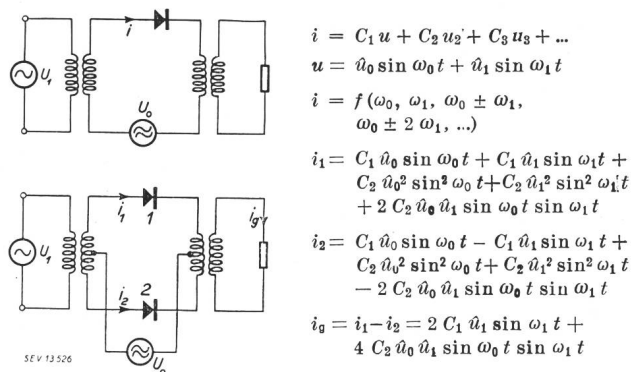 i
U₁
U₀
i = C₁ u + C₂ u₂ + C₃ u₃ + ...
u = û₀ sin ω₀ t + û₁ sin ω₁ t
i = f (ω₀, ω₁, ω₀ ± ω₁,
ω₀ ± 2 ω₁, ...)
i₁ = C₁ û₀ sin ω₀ t + C₁ û₁ sin ω₁ t +
C₂ û₀² sin² ω₀ t + C₂ û₁² sin² ω₁ t
+ 2 C₂ û₀ û₁ sin ω₀ t sin ω₁ t
i₁
1
i_g
U₁
i₂
2
U₀
i₂ = C₁ û₀ sin ω₀ t − C₁ û₁ sin ω₁ t +
C₂ û₀² sin² ω₀ t + C₂ û₁² sin² ω₁ t
− 2 C₂ û₀ û₁ sin ω₀ t sin ω₁ t
i_g = i₁ − i₂ = 2 C₁ û₁ sin ω₁ t +
4 C₂ û₀ û₁ sin ω₀ t sin ω₁ t
SEV 13526